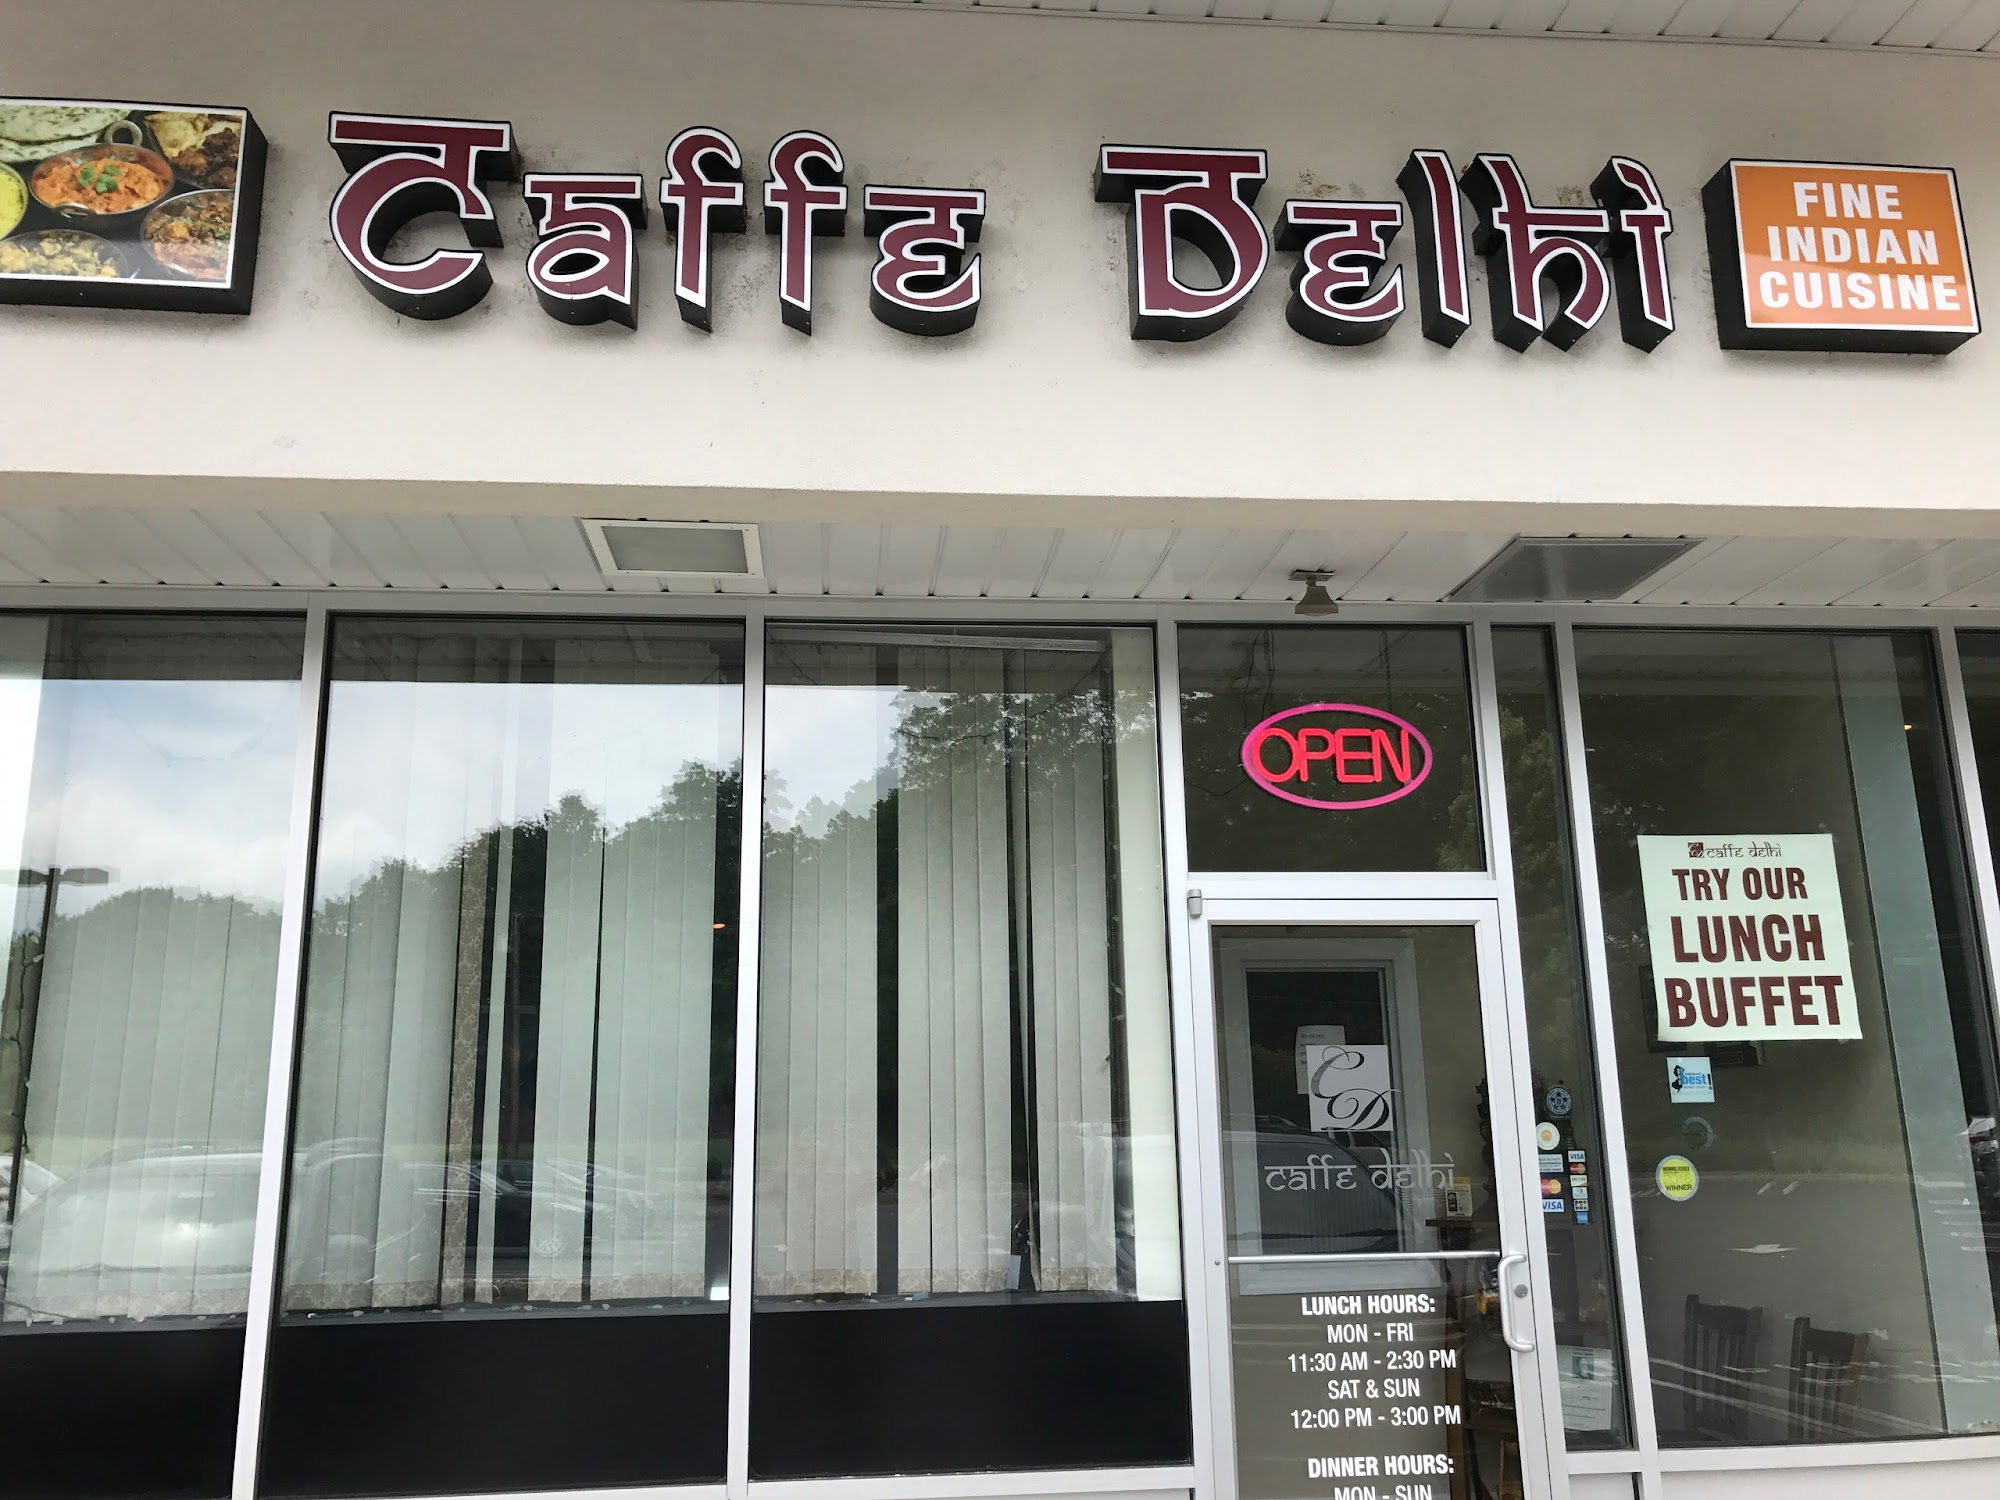 Caffe Delhi
FINE
INDIAN
CUISINE
OPEN
caffe delhi
TRY OUR
LUNCH
BUFFET
best!
WINNER
CD
caffe delhi
VISA
VISA
LUNCH HOURS:
MON - FRI
11:30 AM - 2:30 PM
SAT & SUN
12:00 PM - 3:00 PM
DINNER HOURS:
MON - SUN